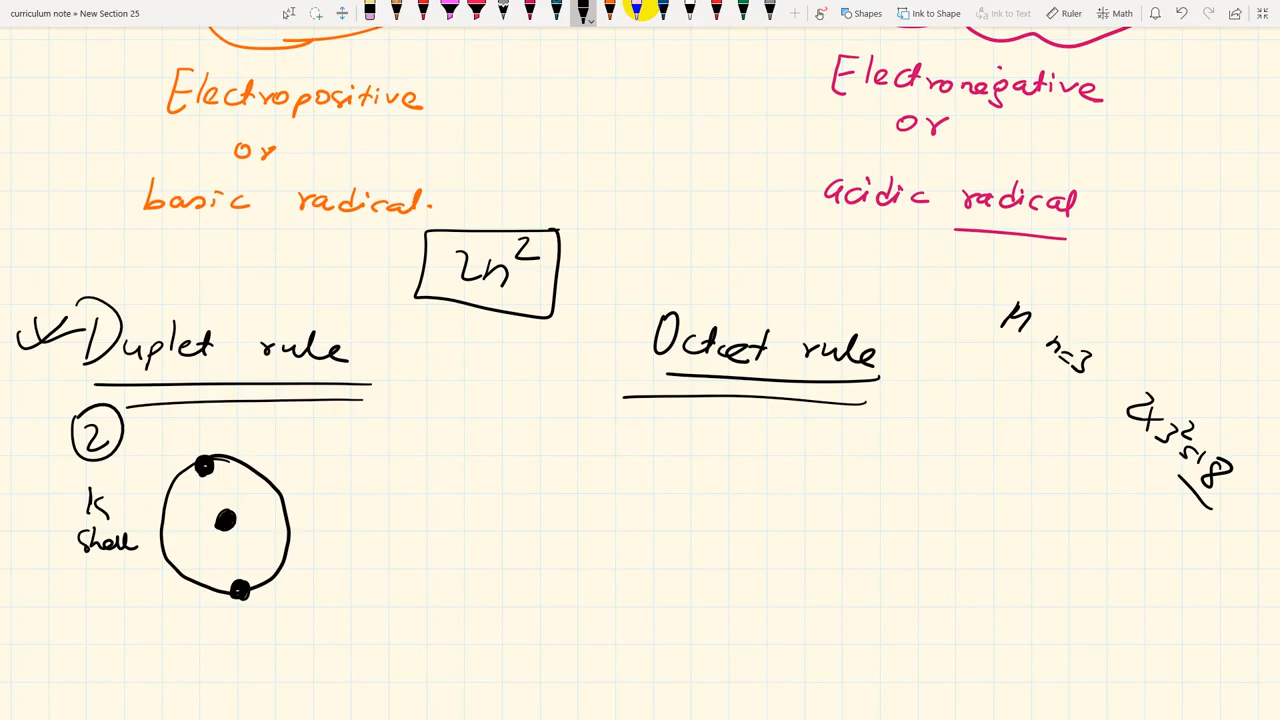 curriculum note » New Section 25
Shapes
Ink to Shape
Ink to Text
Ruler
Math
Electropositive
or
basic radical.
Electronegative
or
acidic radical
2n²
Duplet rule
Octet rule
M
n=3
2
K
Shell